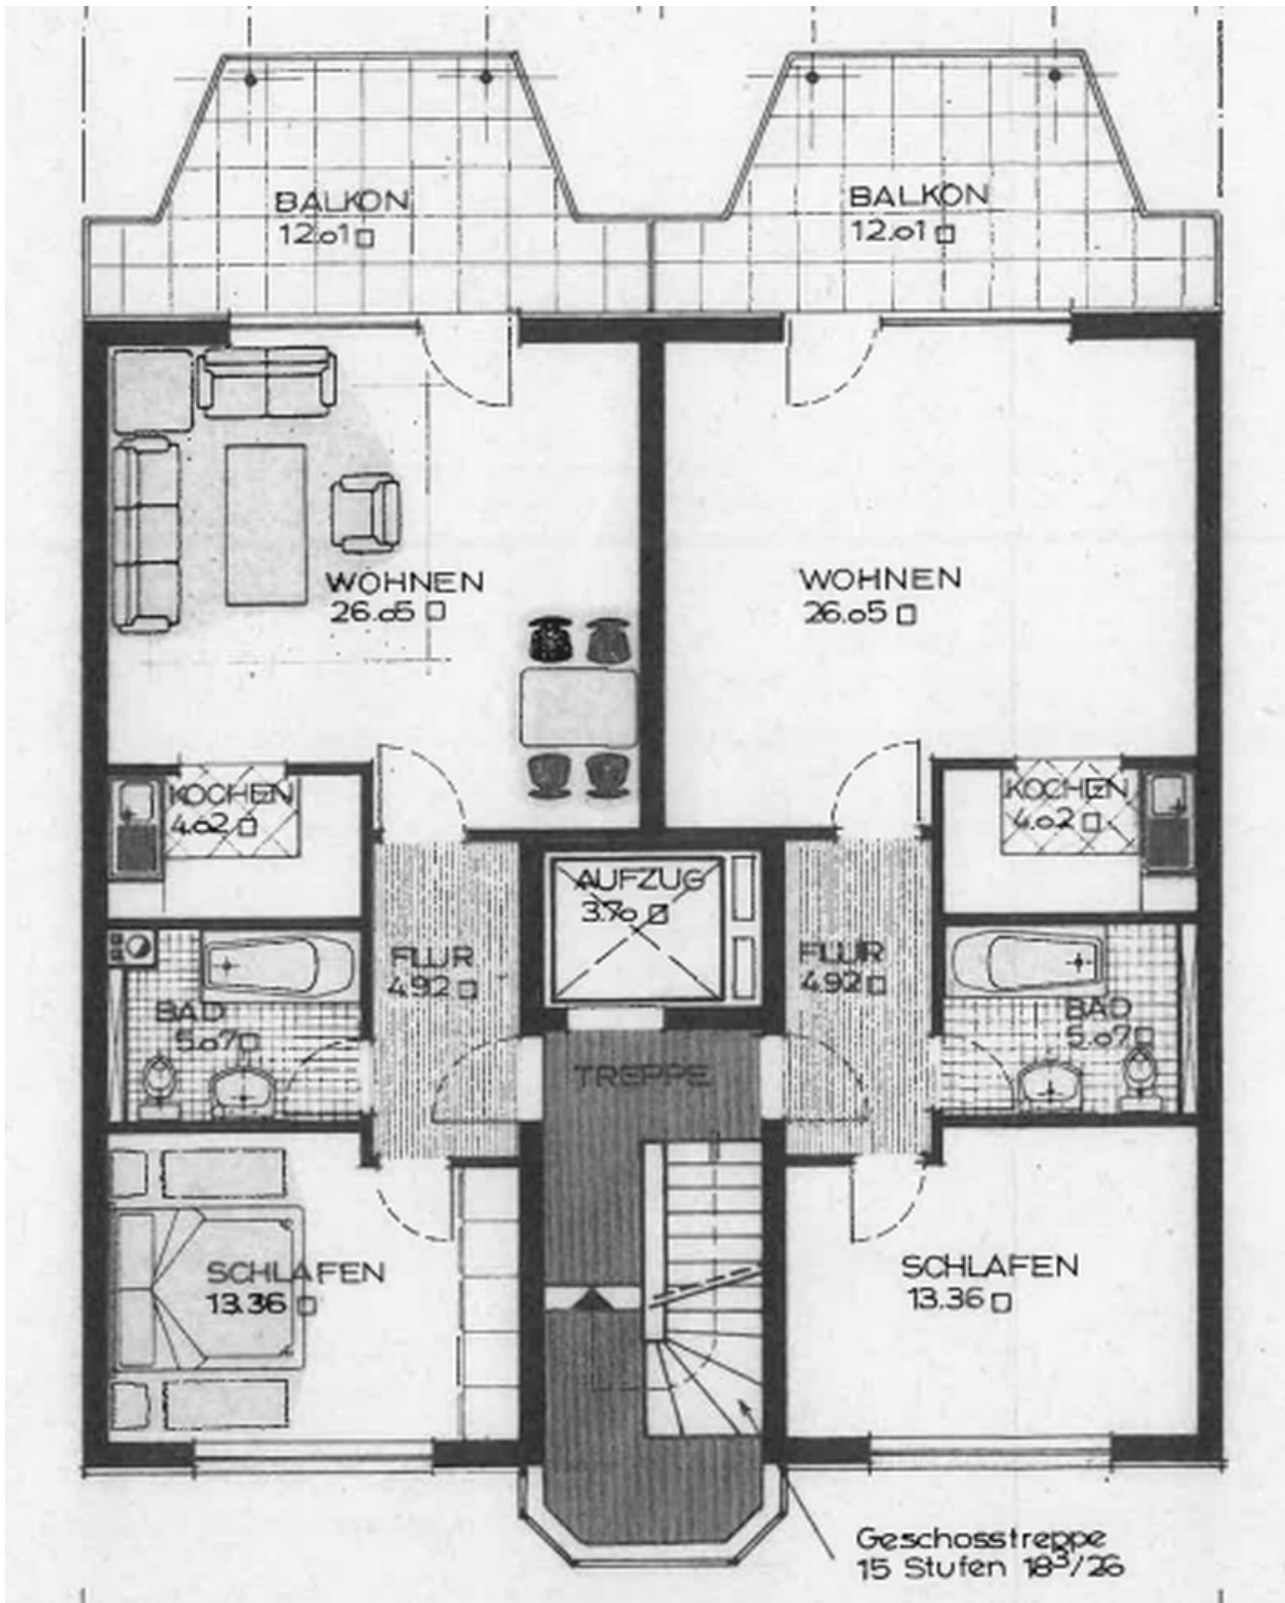 BALKON
12.01 □
BALKON
12.01 □
WOHNEN
26.05 □
WOHNEN
26.05 □
KOCHEN
4.02 □
KOCHEN
4.02 □
AUFZUG
3.70 □
FLUR
4.92 □
FLUR
4.92 □
BAD
5.07 □
BAD
5.07 □
TREPPE
SCHLAFEN
13.36 □
SCHLAFEN
13.36 □
Geschosstreppe
15 Stufen 18³/26